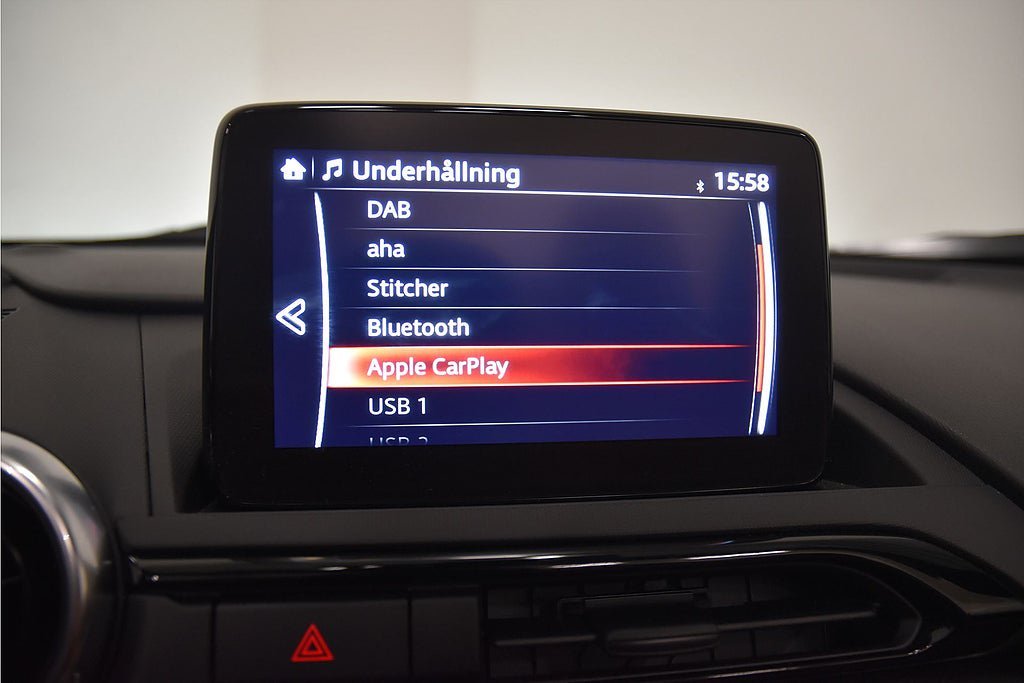 Underhållning
15:58
DAB
aha
Stitcher
Bluetooth
Apple CarPlay
USB 1